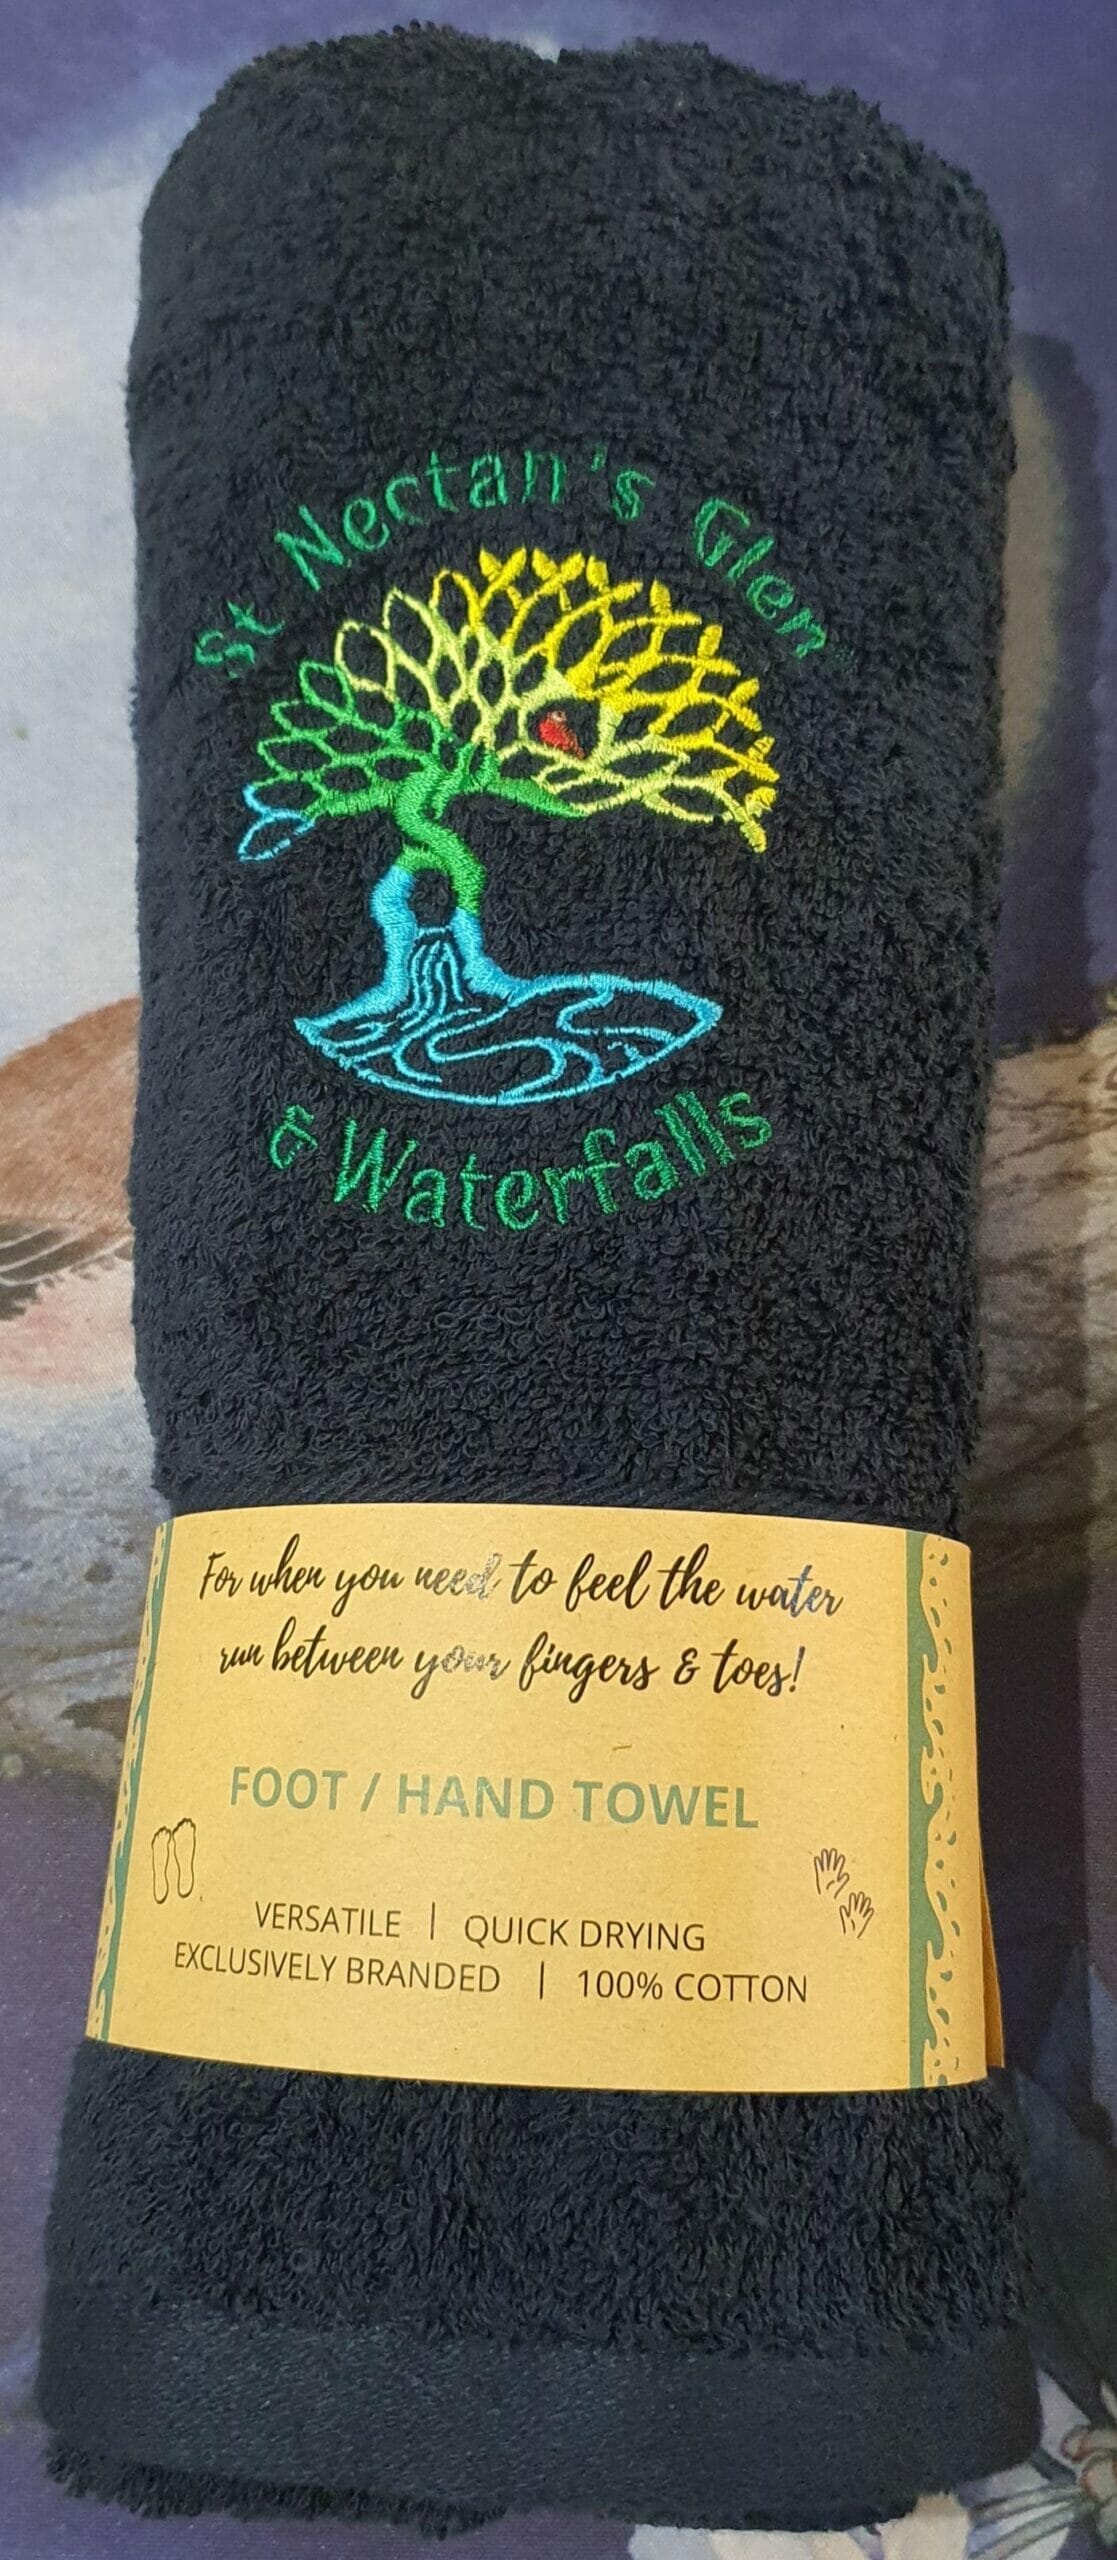 St Nectan's Glen
& Waterfalls
For when you need to feel the water
run between your fingers & toes!
FOOT / HAND TOWEL
VERSATILE | QUICK DRYING
EXCLUSIVELY BRANDED | 100% COTTON